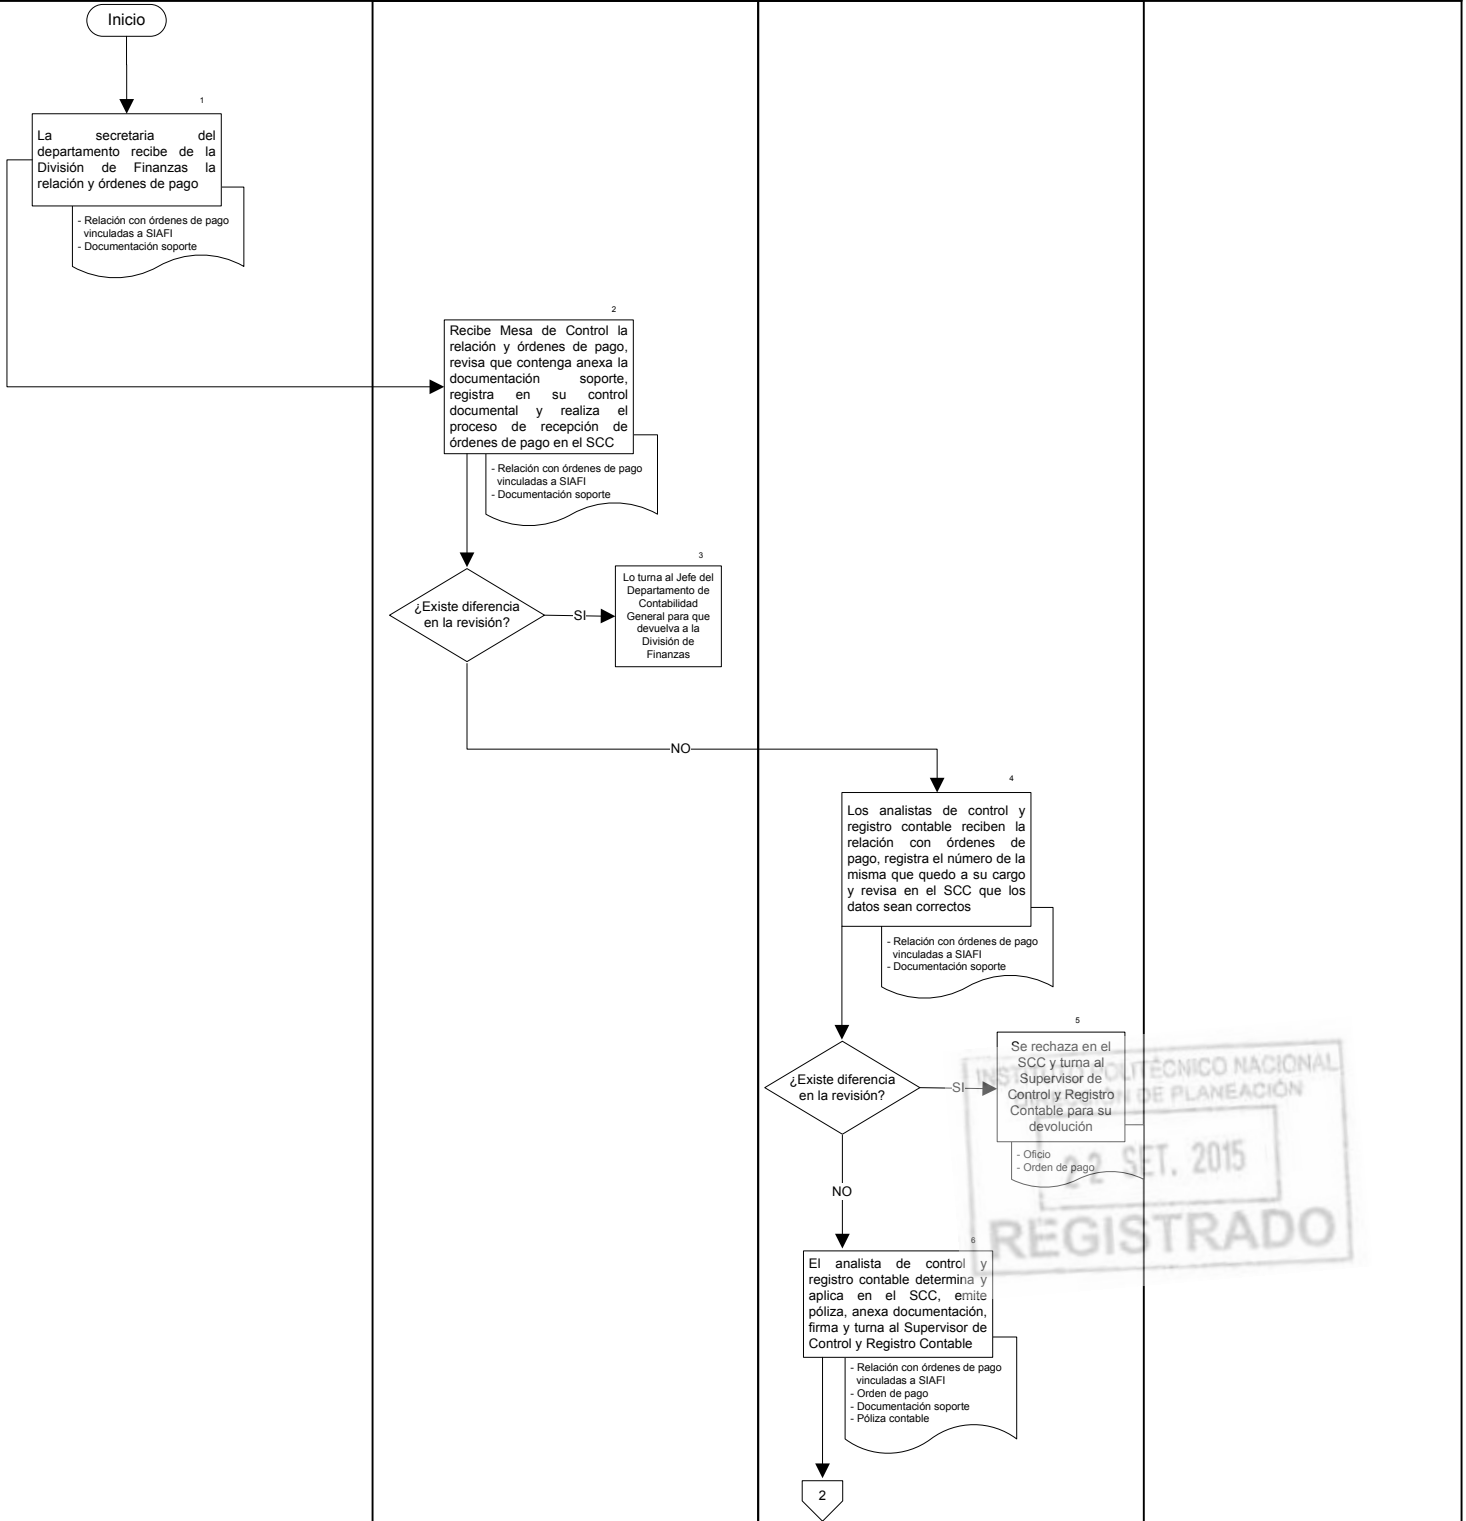 Inicio
1
La secretaria del
departamento recibe de la
División de Finanzas la
relación y órdenes de pago
- Relación con órdenes de pago
vinculadas a SIAFI
- Documentación soporte
2
Recibe Mesa de Control la
relación y órdenes de pago,
revisa que contenga anexa la
documentación soporte,
registra en su control
documental y realiza el
proceso de recepción de
órdenes de pago en el SCC
- Relación con órdenes de pago
vinculadas a SIAFI
- Documentación soporte
¿Existe diferencia
en la revisión?
SI
3
Lo turna al Jefe del
Departamento de
Contabilidad
General para que
devuelva a la
División de
Finanzas
NO
4
Los analistas de control y
registro contable reciben la
relación con órdenes de
pago, registra el número de la
misma que quedo a su cargo
y revisa en el SCC que los
datos sean correctos
- Relación con órdenes de pago
vinculadas a SIAFI
- Documentación soporte
¿Existe diferencia
en la revisión?
SI
5
Se rechaza en el
SCC y turna al
Supervisor de
Control y Registro
Contable para su
devolución
- Oficio
- Orden de pago
INSTITUTO POLITÉCNICO NACIONAL
DIRECCIÓN DE PLANEACIÓN
22 SET. 2015
REGISTRADO
NO
6
El analista de control y
registro contable determina y
aplica en el SCC, emite
póliza, anexa documentación,
firma y turna al Supervisor de
Control y Registro Contable
- Relación con órdenes de pago
vinculadas a SIAFI
- Orden de pago
- Documentación soporte
- Póliza contable
2